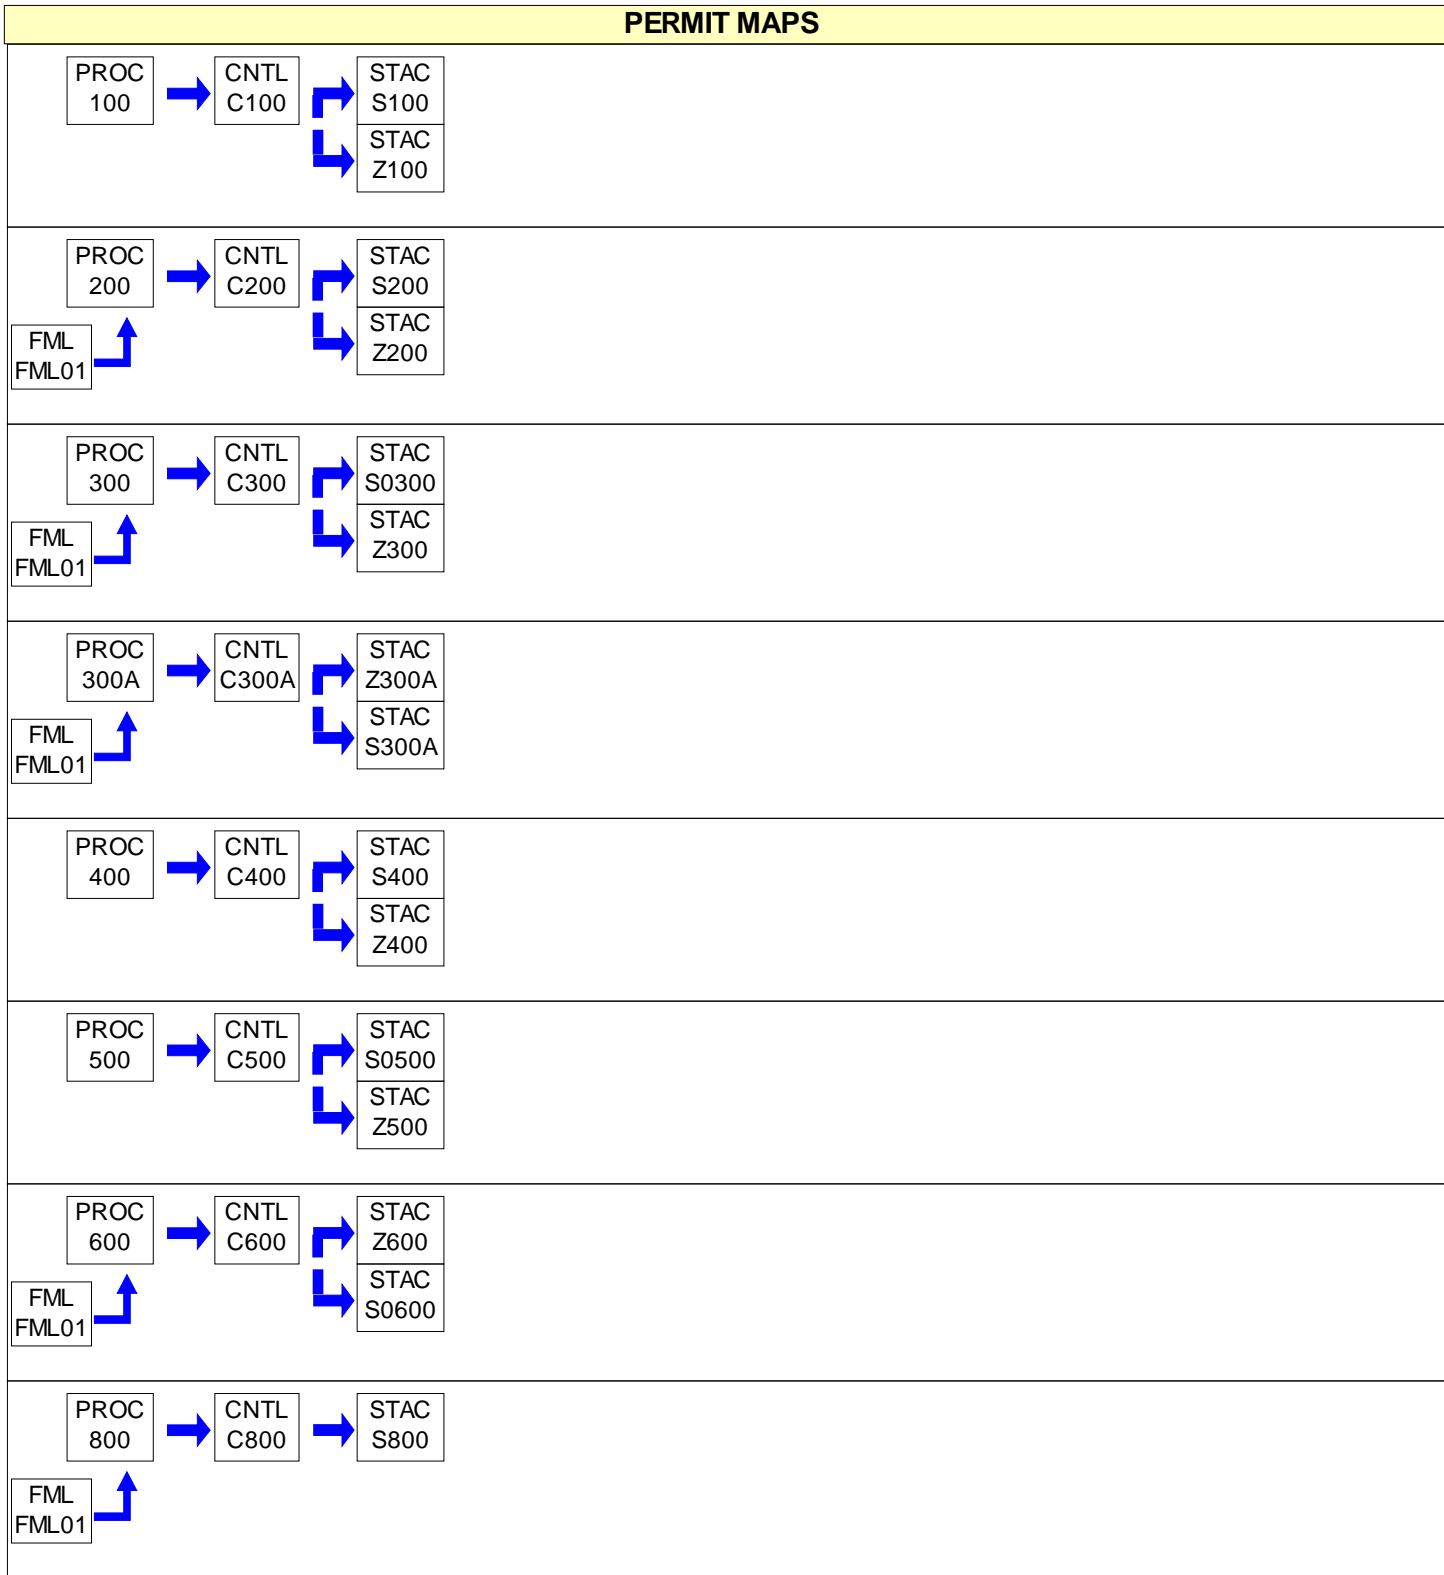 PERMIT MAPS
PROC
100
CNTL
C100
STAC
S100
STAC
Z100
PROC
200
CNTL
C200
STAC
S200
STAC
Z200
FML
FML01
PROC
300
CNTL
C300
STAC
S0300
STAC
Z300
FML
FML01
PROC
300A
CNTL
C300A
STAC
Z300A
STAC
S300A
FML
FML01
PROC
400
CNTL
C400
STAC
S400
STAC
Z400
PROC
500
CNTL
C500
STAC
S0500
STAC
Z500
PROC
600
CNTL
C600
STAC
Z600
STAC
S0600
FML
FML01
PROC
800
CNTL
C800
STAC
S800
FML
FML01